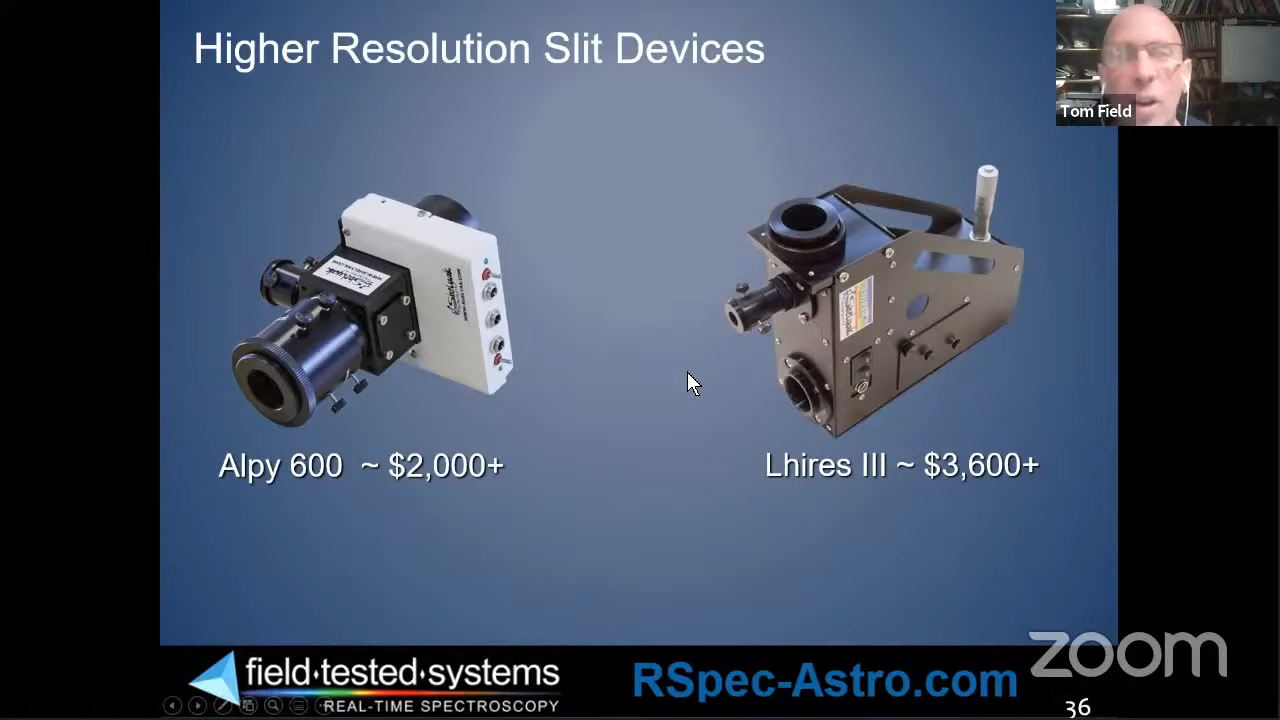 Higher Resolution Slit Devices
Tom Field
Alpy 600 ~ $2,000+
Lhires III ~ $3,600+
field·tested·systems
REAL-TIME SPECTROSCOPY
RSpec-Astro.com
zoom
36